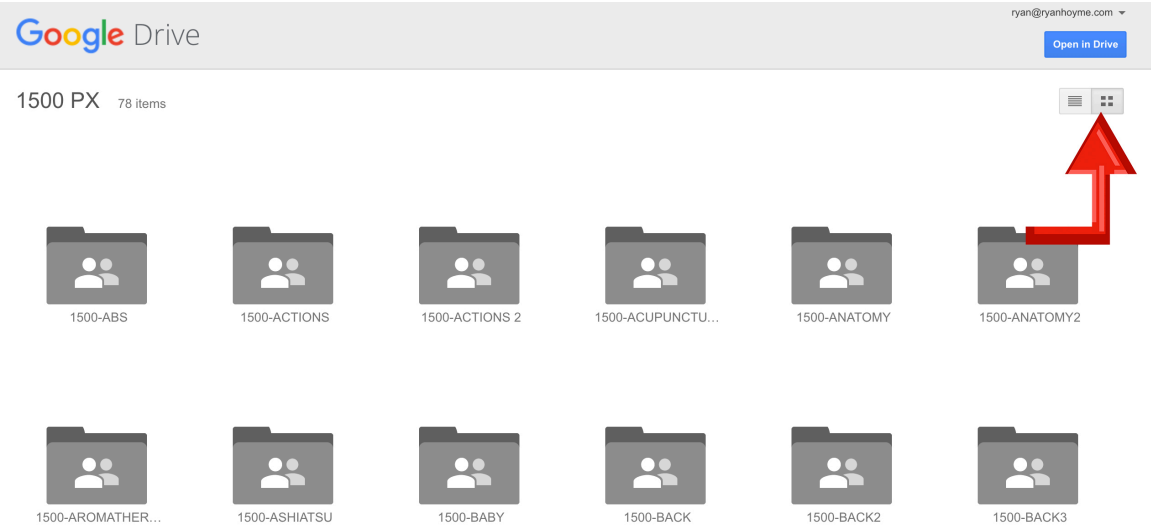 ryan@ryanhoyme.com
Google Drive
Open in Drive
1500 PX 78 items
1500-ABS 1500-ACTIONS 1500-ACTIONS 2 1500-ACUPUNCTU... 1500-ANATOMY 1500-ANATOMY2
1500-AROMATHER... 1500-ASHIATSU 1500-BABY 1500-BACK 1500-BACK2 1500-BACK3